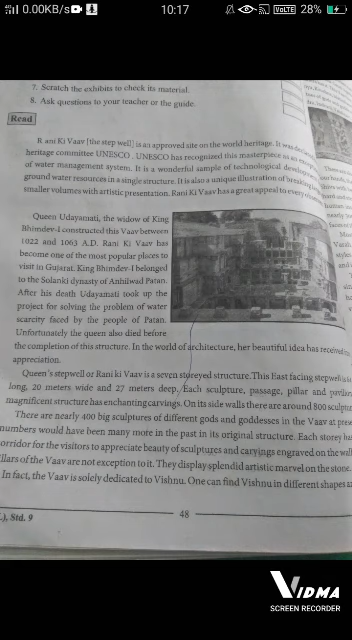 0.00KB/s 10:17 VoLTE 28%
7. Scratch the exhibits to check its material.
8. Ask questions to your teacher or the guide.
Read
Rani Ki Vaav [the step well] is an approved site on the world heritage. It was
heritage committee UNESCO. UNESCO has recognized this masterpiece as an
of water management system. It is a wonderful sample of technological
ground water resources in a single structure. It is also a unique illustration of breaking
smaller volumes with artistic presentation. Rani Ki Vaav has a great appeal to every
Queen Udayamati, the widow of King
Bhimdev-I constructed this Vaav between
1022 and 1063 A.D. Rani Ki Vaav has
become one of the most popular places to
visit in Gujarat. King Bhimdev-I belonged
to the Solanki dynasty of Anhilwad Patan.
After his death Udayamati took up the
project for solving the problem of water
scarcity faced by the people of Patan.
Unfortunately the queen also died before
the completion of this structure. In the world of architecture, her beautiful idea has received
appreciation.
Queen's stepwell or Rani ki Vaav is a seven storeyed structure. This East facing stepwell is
long, 20 meters wide and 27 meters deep. Each sculpture, passage, pillar and
magnificent structure has enchanting carvings. On its side walls there are around 800
There are nearly 400 big sculptures of different gods and goddesses in the Vaav at
numbers would have been many more in the past in its original structure. Each storey has
orridor for the visitors to appreciate beauty of sculptures and carvings engraved on the
llars of the Vaav are not exception to it. They display splendid artistic marvel on the stone.
In fact, the Vaav is solely dedicated to Vishnu. One can find Vishnu in different shapes
.), Std. 9
48
VIDMA
SCREEN RECORDER